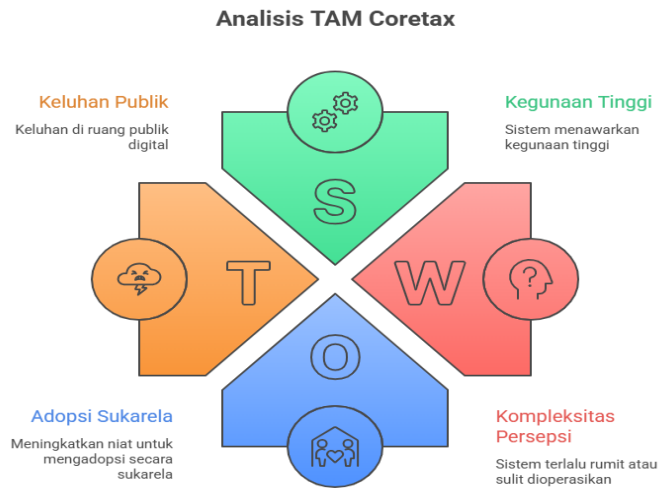 Analisis TAM Coretax
Keluhan Publik
Keluhan di ruang publik
digital
Kegunaan Tinggi
Sistem menawarkan
kegunaan tinggi
S
T
W
O
?
Adopsi Sukarela
Meningkatkan niat untuk
mengadopsi secara
sukarela
Kompleksitas
Persepsi
Sistem terlalu rumit atau
sulit dioperasikan